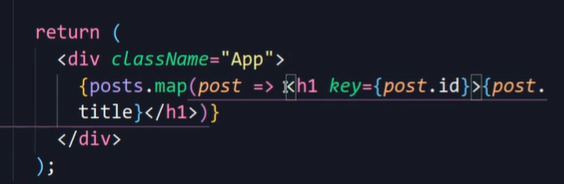 return (
<div className="App">
{posts.map(post => <h1 key={post.id}>{post.
title}</h1>)}
</div>
);